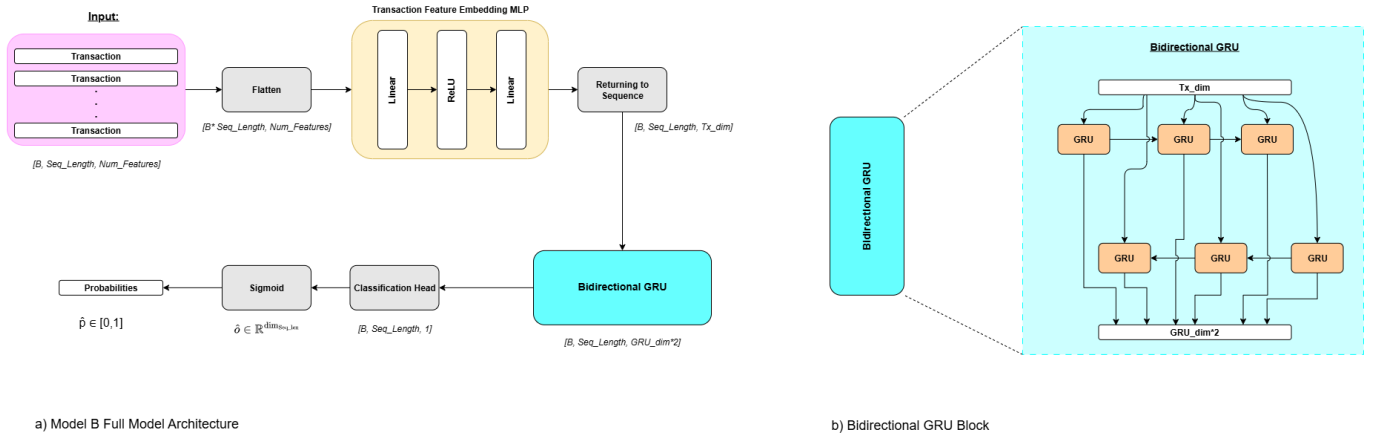 Input:
Transaction
Transaction
.
.
.
Transaction
[B, Seq_Length, Num_Features]
Flatten
[B* Seq_Length, Num_Features]
Transaction Feature Embedding MLP
Linear
ReLU
Linear
Returning to
Sequence
[B, Seq_Length, Tx_dim]
Bidirectional GRU
[B, Seq_Length, GRU_dim*2]
Classification Head
[B, Seq_Length, 1]
Sigmoid
ô ∈ ℝ^dim_Seq_len
Probabilities
p̂ ∈ [0,1]
a) Model B Full Model Architecture
Bidirectional GRU
Bidirectional GRU
Tx_dim
GRU
GRU
GRU
GRU
GRU
GRU
GRU_dim*2
b) Bidirectional GRU Block